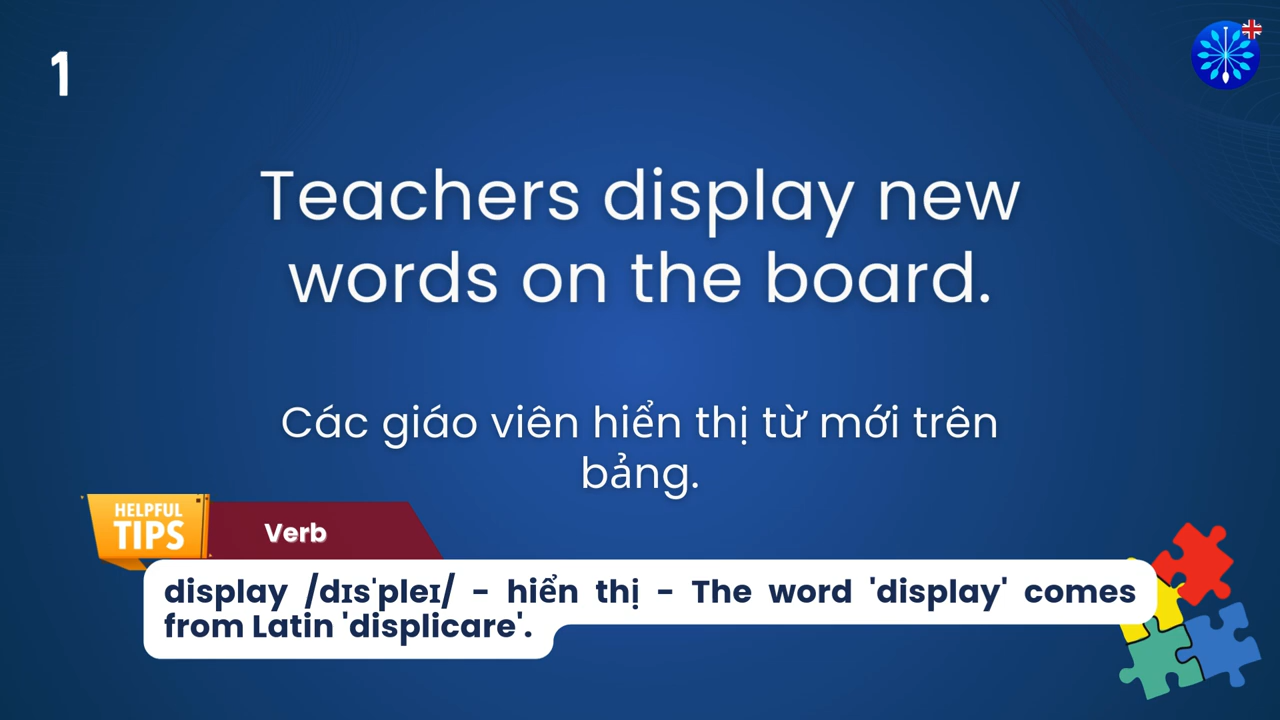 1
Teachers display new
words on the board.
Các giáo viên hiển thị từ mới trên
bảng.
HELPFUL
TIPS
Verb
display /dɪsˈpleɪ/ - hiển thị - The word 'display' comes
from Latin 'displicare'.